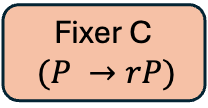 Fixer C
(P → rP)